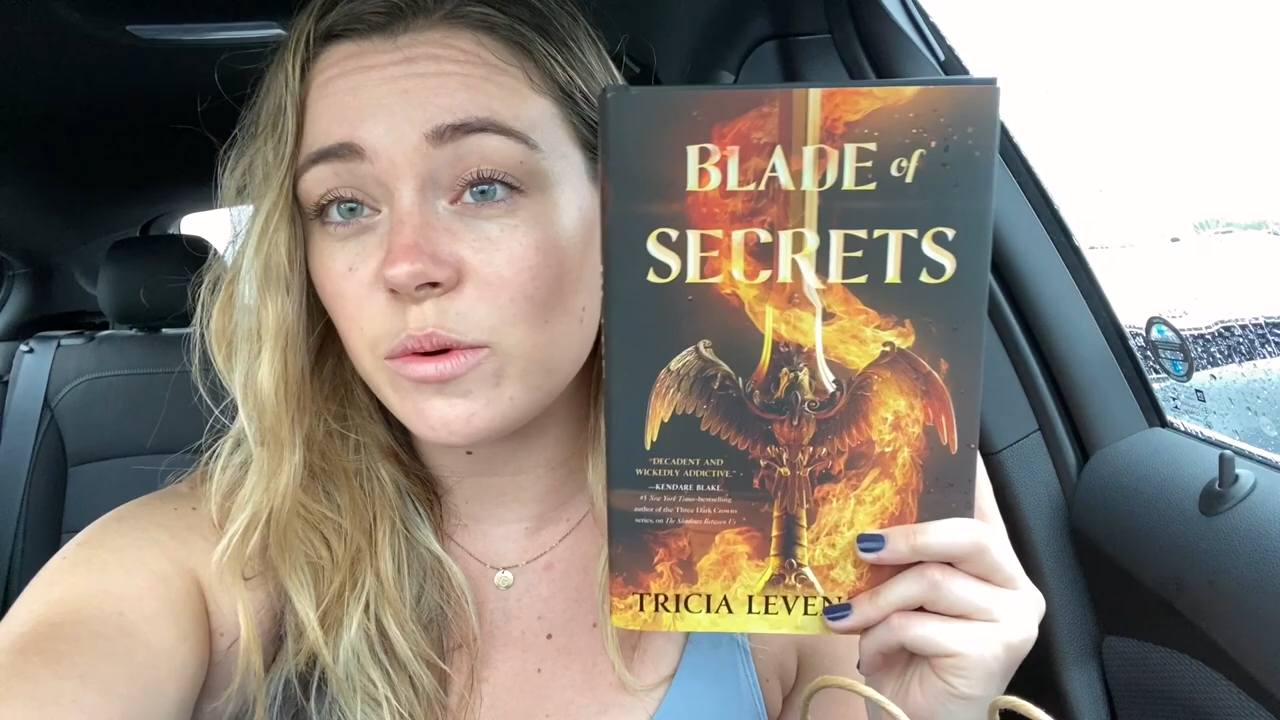 BLADE of
SECRETS
"DECADENT AND
WICKEDLY ADDICTIVE."
—KENDARE BLAKE,
#1 New York Times-bestselling
author of the Three Dark Crowns
series, on The Shadows Between Us
TRICIA LEVEN